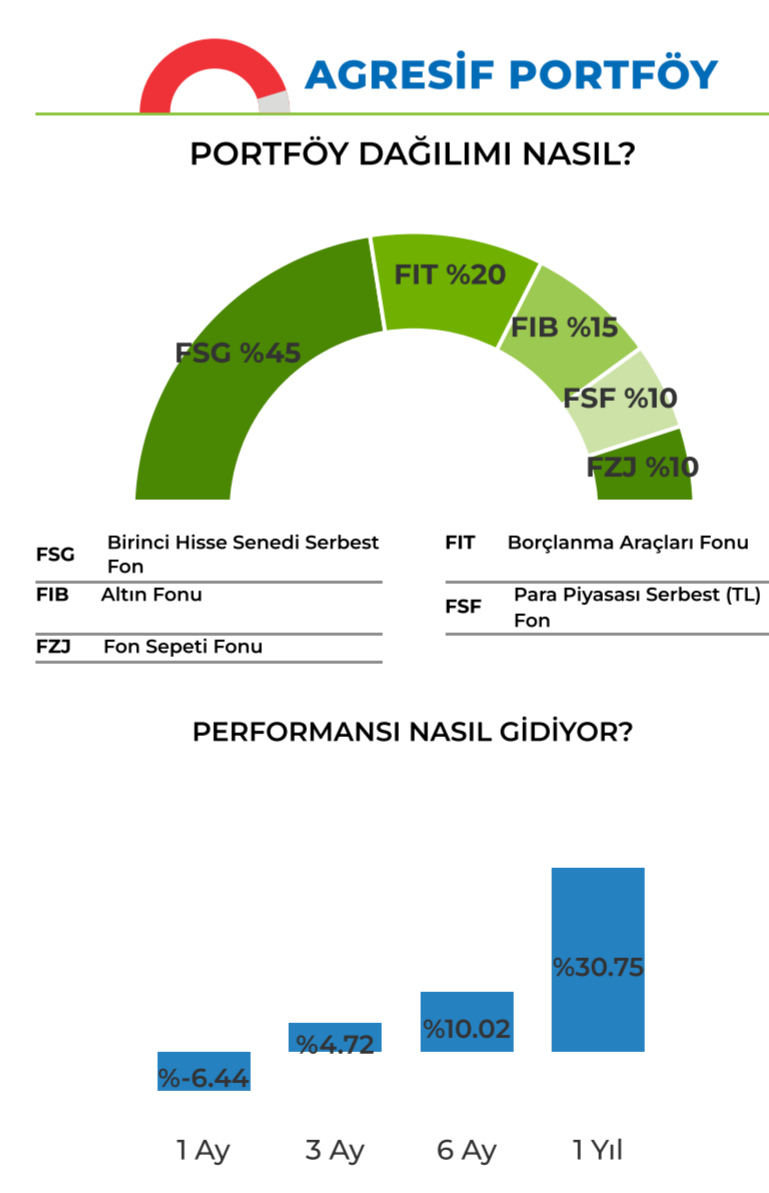 AGRESİF PORTFÖY
PORTFÖY DAĞILIMI NASIL?
FSG %45
FIT %20
FIB %15
FSF %10
FZJ %10
FSG Birinci Hisse Senedi Serbest
Fon
FIT Borçlanma Araçları Fonu
FIB Altın Fonu
FSF Para Piyasası Serbest (TL)
Fon
FZJ Fon Sepeti Fonu
PERFORMANSI NASIL GİDİYOR?
%-6.44
%4.72
%10.02
%30.75
1 Ay
3 Ay
6 Ay
1 Yıl